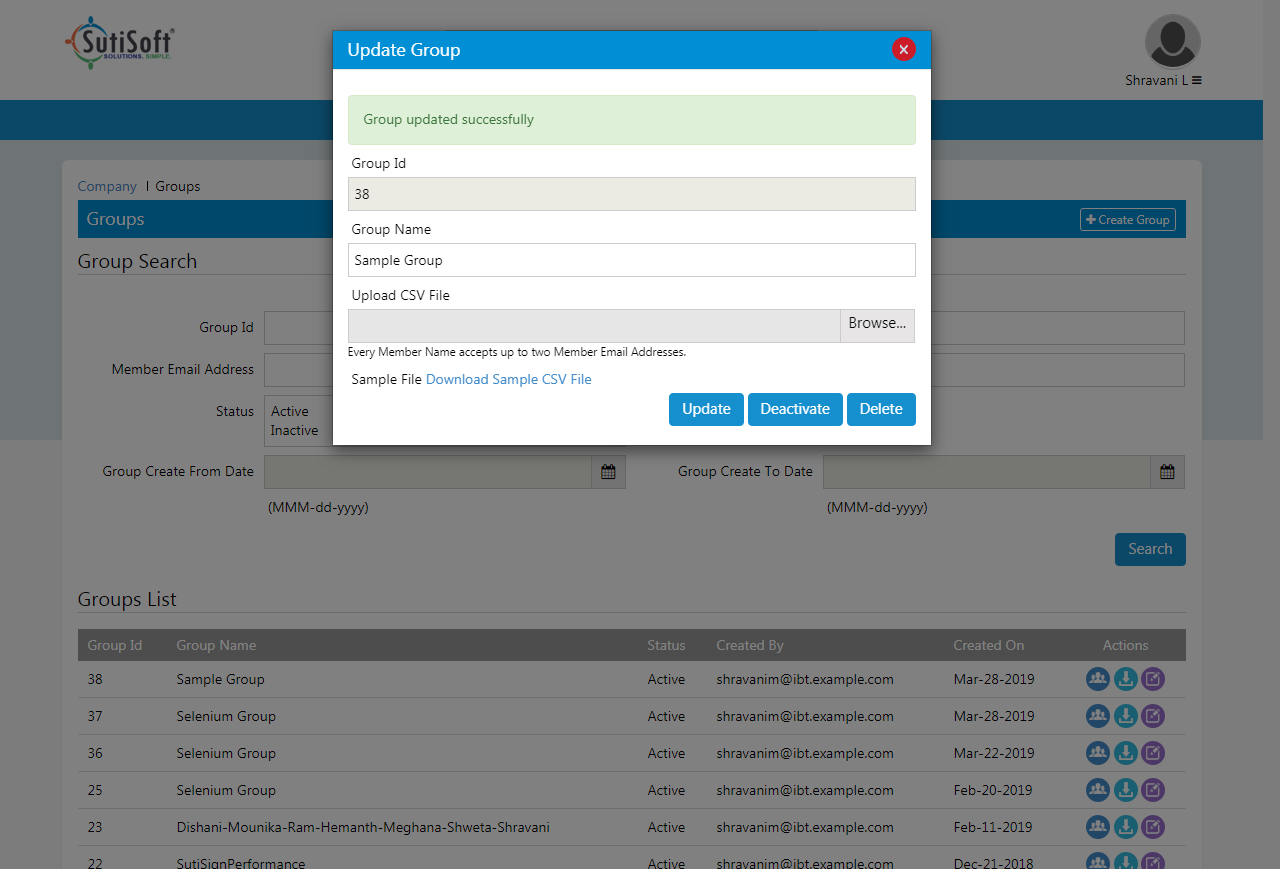 SutiSoft
SOLUTIONS. SIMPLE.
Shravani L
Update Group
Group updated successfully
Group Id
38
Group Name
Sample Group
Upload CSV File
Browse...
Every Member Name accepts up to two Member Email Addresses.
Sample File Download Sample CSV File
Update Deactivate Delete
Company | Groups
Groups
Create Group
Group Search
Group Id
Member Email Address
Status
Active
Inactive
Group Create From Date
Group Create To Date
(MMM-dd-yyyy)
(MMM-dd-yyyy)
Search
Groups List
Group Id Group Name Status Created By Created On Actions
38 Sample Group Active shravanim@ibt.example.com Mar-28-2019
37 Selenium Group Active shravanim@ibt.example.com Mar-28-2019
36 Selenium Group Active shravanim@ibt.example.com Mar-22-2019
25 Selenium Group Active shravanim@ibt.example.com Feb-20-2019
23 Dishani-Mounika-Ram-Hemanth-Meghana-Shweta-Shravani Active shravanim@ibt.example.com Feb-11-2019
22 SutiSignPerformance Active shravanim@ibt.example.com Dec-21-2018